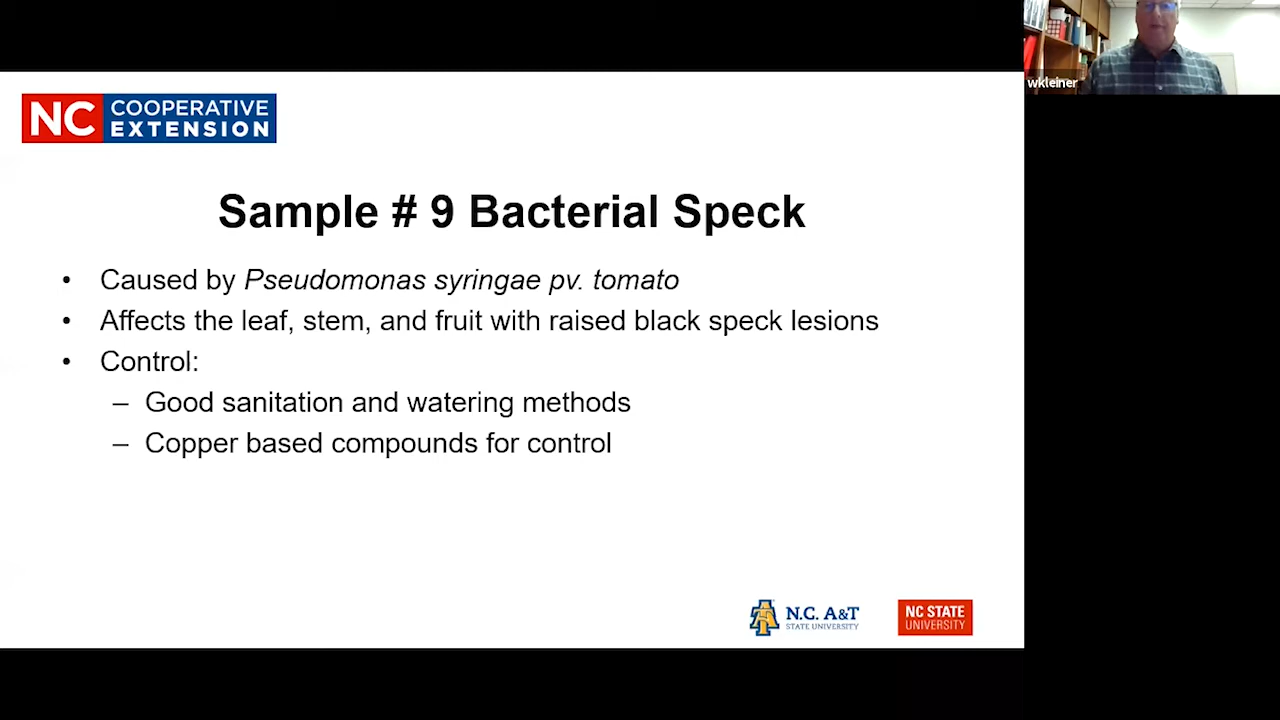 wkleiner
NC COOPERATIVE
EXTENSION
Sample # 9 Bacterial Speck
• Caused by Pseudomonas syringae pv. tomato
• Affects the leaf, stem, and fruit with raised black speck lesions
• Control:
– Good sanitation and watering methods
– Copper based compounds for control
N.C. A&T
STATE UNIVERSITY
NC STATE
UNIVERSITY